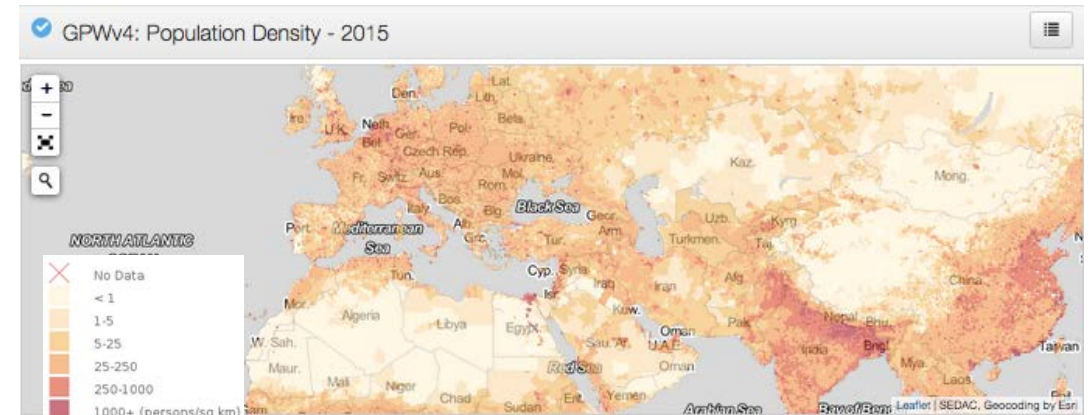 GPWv4: Population Density - 2015
+
−
Den.
Lat.
Lith.
Ire.
U.K.
Neth.
Bel.
Ger.
Pol.
Bela.
Czech Rep.
Ukraine
Kaz.
Mong.
Fr.
Switz.
Aus.
Mol.
Rom.
Bos.
Italy
Blg.
Black Sea
Geor.
Uzb.
Kyrg.
Port.
Mediterranean
Sea
Alb.
Grc.
Tur.
Arm.
Turkmen.
Taj.
NORTH ATLANTIC
Tun.
Cyp.
Syria
Iraq
Iran
Afg.
China
Isr.
Kuw.
Mor.
Algeria
Libya
Egypt
Sau. Ar.
U.A.E.
Oman
Pak.
Nepal
Bhu.
India
Bngl.
Taiwan
W. Sah.
Maur.
Mali
Niger
Chad
Sudan
Red Sea
Erit.
Yemen
Oman
Arabian Sea
Mya.
Laos
No Data
< 1
1-5
5-25
25-250
250-1000
1000+ (persons/sq km)
Leaflet | SEDAC, Geocoding by Esri